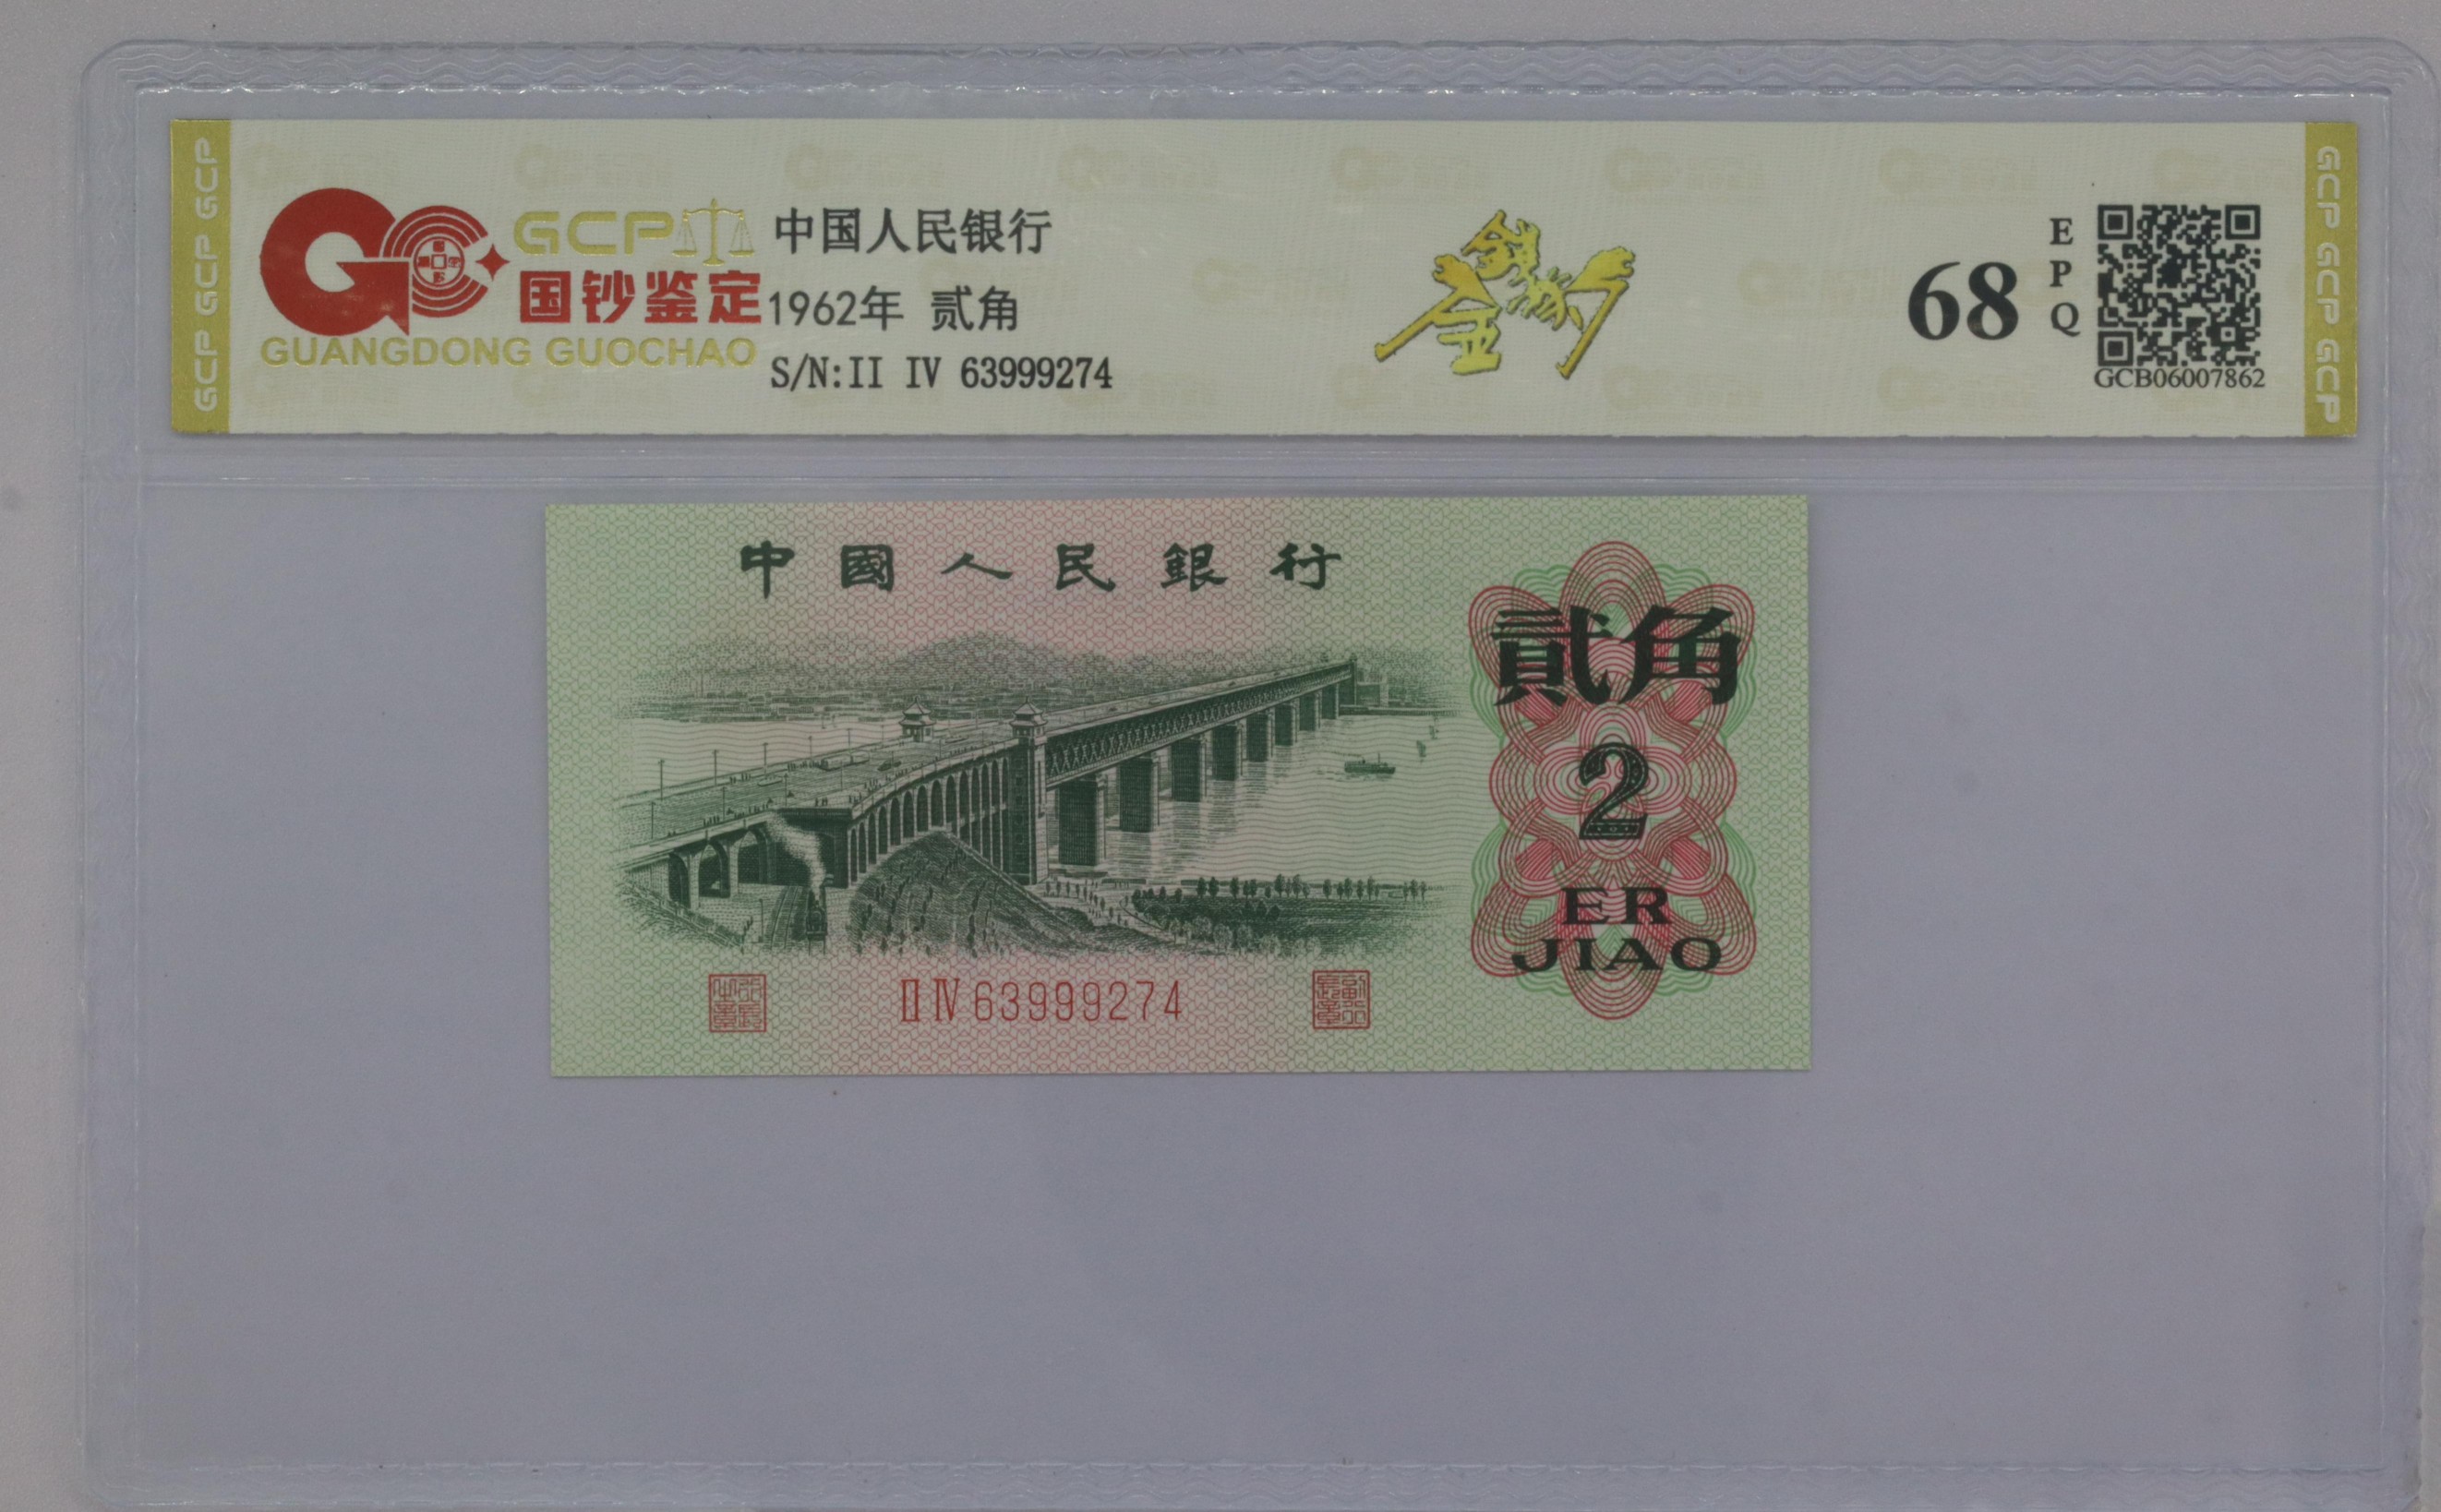 GCP GCP GCP
GCP
国钞鉴定
GUANGDONG GUOCHAO
中国人民银行
1962年 贰角
S/N:II IV 63999274
68
EPQ
GCB06007862
GCP GCP GCP
中國人民銀行
貳角
2
ER
JIAO
II IV 63999274